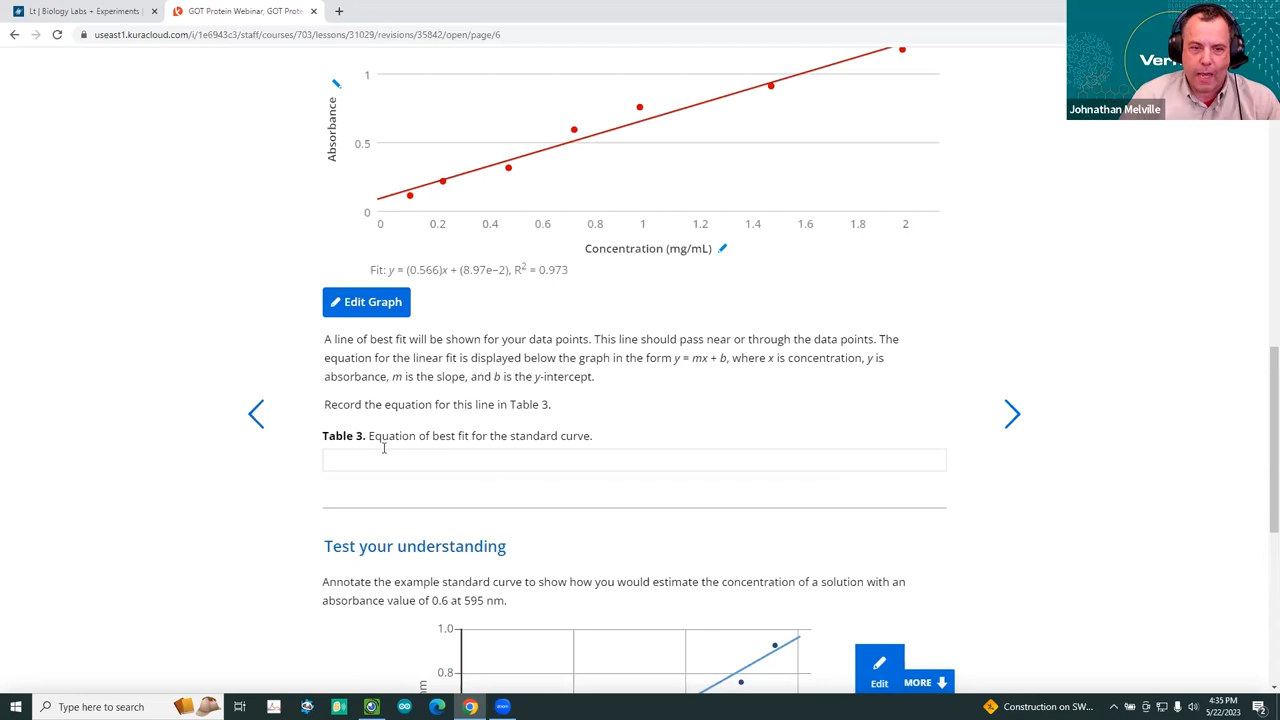 Lt | Biology Labs + Experiments
GOT Protein Webinar, GOT Prote
useast1.kuracloud.com/i/1e6943c3/staff/courses/703/lessons/31029/revisions/35842/open/page/6
Ver
Johnathan Melville
Absorbance
1
0.5
0
0 0.2 0.4 0.6 0.8 1 1.2 1.4 1.6 1.8 2
Concentration (mg/mL)
Fit: y = (0.566)x + (8.97e−2), R² = 0.973
Edit Graph
A line of best fit will be shown for your data points. This line should pass near or through the data points. The
equation for the linear fit is displayed below the graph in the form y = mx + b, where x is concentration, y is
absorbance, m is the slope, and b is the y-intercept.
Record the equation for this line in Table 3.
Table 3. Equation of best fit for the standard curve.
Test your understanding
Annotate the example standard curve to show how you would estimate the concentration of a solution with an
absorbance value of 0.6 at 595 nm.
1.0
0.8
nm
Edit
MORE
Type here to search
Construction on SW...
4:35 PM
5/22/2023
2